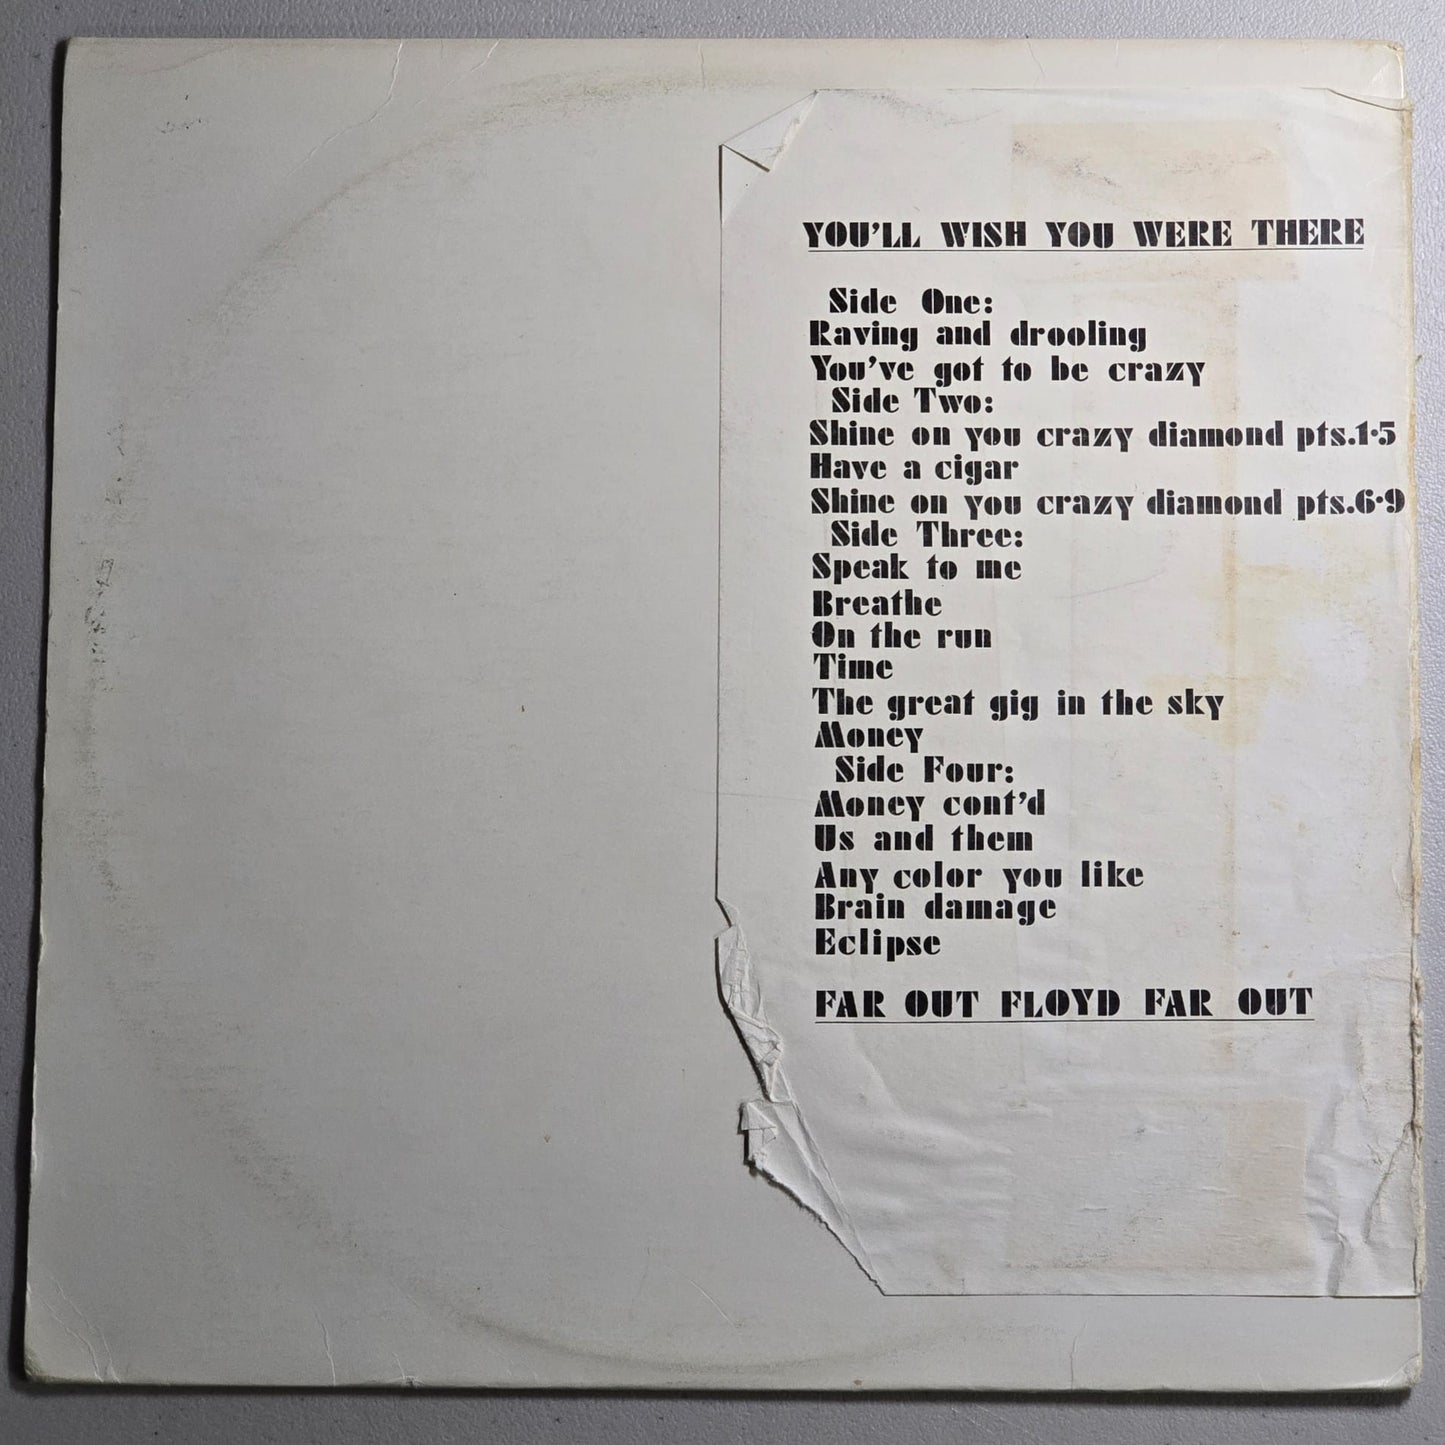 YOU'LL WISH YOU WERE THERE
Side One:
Raving and drooling
You've got to be crazy
Side Two:
Shine on you crazy diamond pts.1-5
Have a cigar
Shine on you crazy diamond pts.6-9
Side Three:
Speak to me
Breathe
On the run
Time
The great gig in the sky
Money
Side Four:
Money cont'd
Us and them
Any color you like
Brain damage
Eclipse
FAR OUT FLOYD FAR OUT